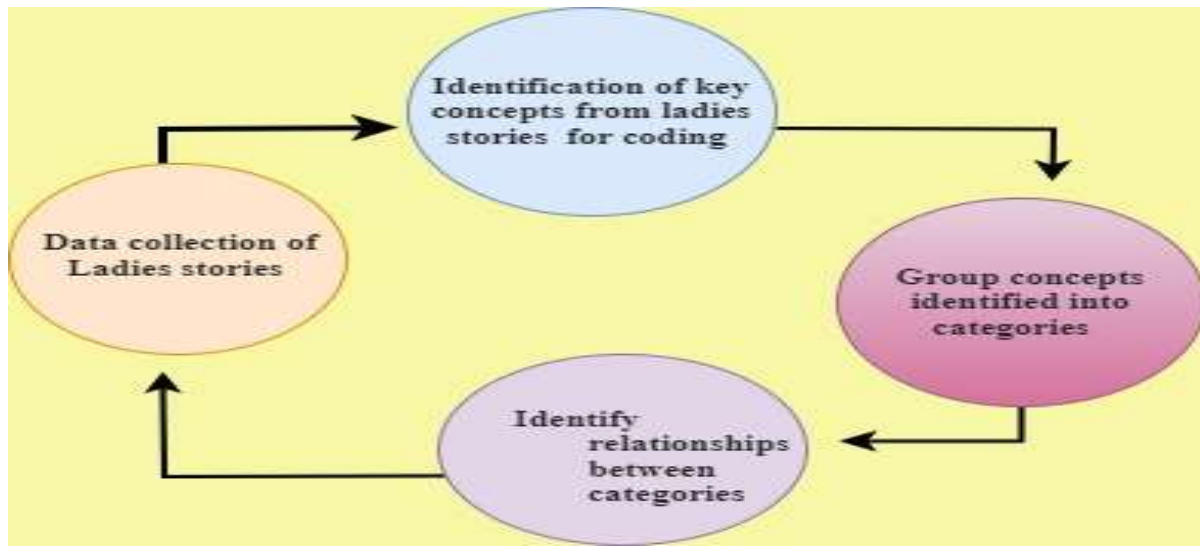 Identification of key
concepts from ladies
stories for coding
Data collection of
Ladies stories
Group concepts
identified into
categories
Identify
relationships
between
categories